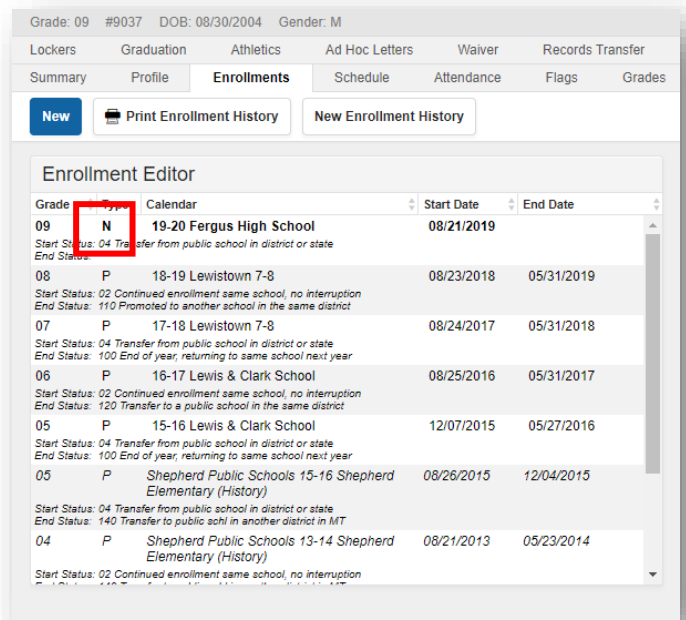 Grade: 09 #9037 DOB: 08/30/2004 Gender: M
Lockers Graduation Athletics Ad Hoc Letters Waiver Records Transfer
Summary Profile Enrollments Schedule Attendance Flags Grades
New Print Enrollment History New Enrollment History
Enrollment Editor
Grade Type Calendar Start Date End Date
09 N 19-20 Fergus High School 08/21/2019
Start Status: 04 Transfer from public school in district or state
End Status:
08 P 18-19 Lewistown 7-8 08/23/2018 05/31/2019
Start Status: 02 Continued enrollment same school, no interruption
End Status: 110 Promoted to another school in the same district
07 P 17-18 Lewistown 7-8 08/24/2017 05/31/2018
Start Status: 04 Transfer from public school in district or state
End Status: 100 End of year, returning to same school next year
06 P 16-17 Lewis & Clark School 08/25/2016 05/31/2017
Start Status: 02 Continued enrollment same school, no interruption
End Status: 120 Transfer to a public school in the same district
05 P 15-16 Lewis & Clark School 12/07/2015 05/27/2016
Start Status: 04 Transfer from public school in district or state
End Status: 100 End of year, returning to same school next year
05 P Shepherd Public Schools 15-16 Shepherd 08/26/2015 12/04/2015
Elementary (History)
Start Status: 04 Transfer from public school in district or state
End Status: 140 Transfer to public schl in another district in MT
04 P Shepherd Public Schools 13-14 Shepherd 08/21/2013 05/23/2014
Elementary (History)
Start Status: 02 Continued enrollment same school, no interruption